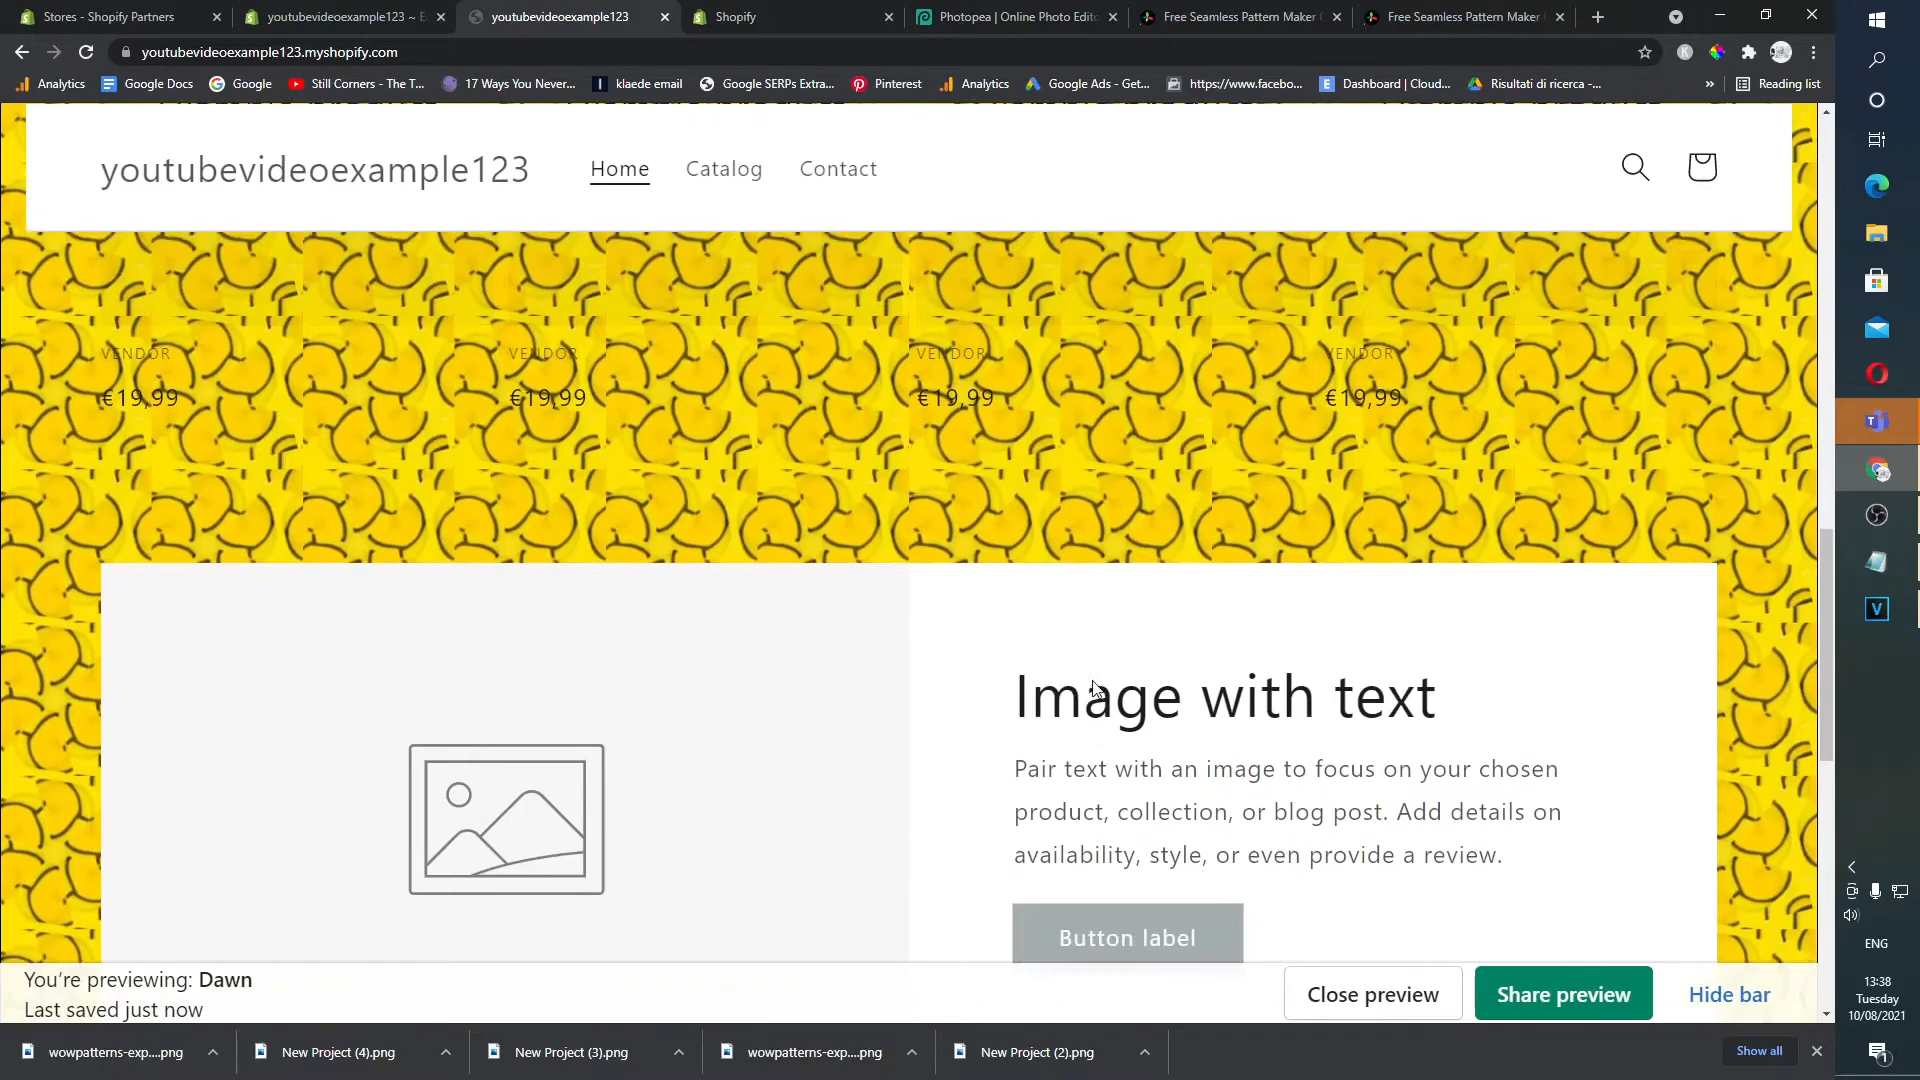 Stores - Shopify Partners
youtubevideoexample123 ~ E
youtubevideoexample123
Shopify
Photopea | Online Photo Edito
Free Seamless Pattern Maker
Free Seamless Pattern Maker
youtubevideoexample123.myshopify.com
Analytics
Google Docs
Google
Still Corners - The T...
17 Ways You Never...
klaede email
Google SERPs Extra...
Pinterest
Analytics
Google Ads - Get...
https://www.facebo...
Dashboard | Cloud...
Risultati di ricerca -...
»
Reading list
youtubevideoexample123
Home
Catalog
Contact
VENDOR
VENDOR
VENDOR
VENDOR
€19,99
€19,99
€19,99
€19,99
Image with text
Pair text with an image to focus on your chosen
product, collection, or blog post. Add details on
availability, style, or even provide a review.
Button label
You're previewing: Dawn
Last saved just now
Close preview
Share preview
Hide bar
wowpatterns-exp....png
New Project (4).png
New Project (3).png
wowpatterns-exp....png
New Project (2).png
Show all
ENG
13:38
Tuesday
10/08/2021